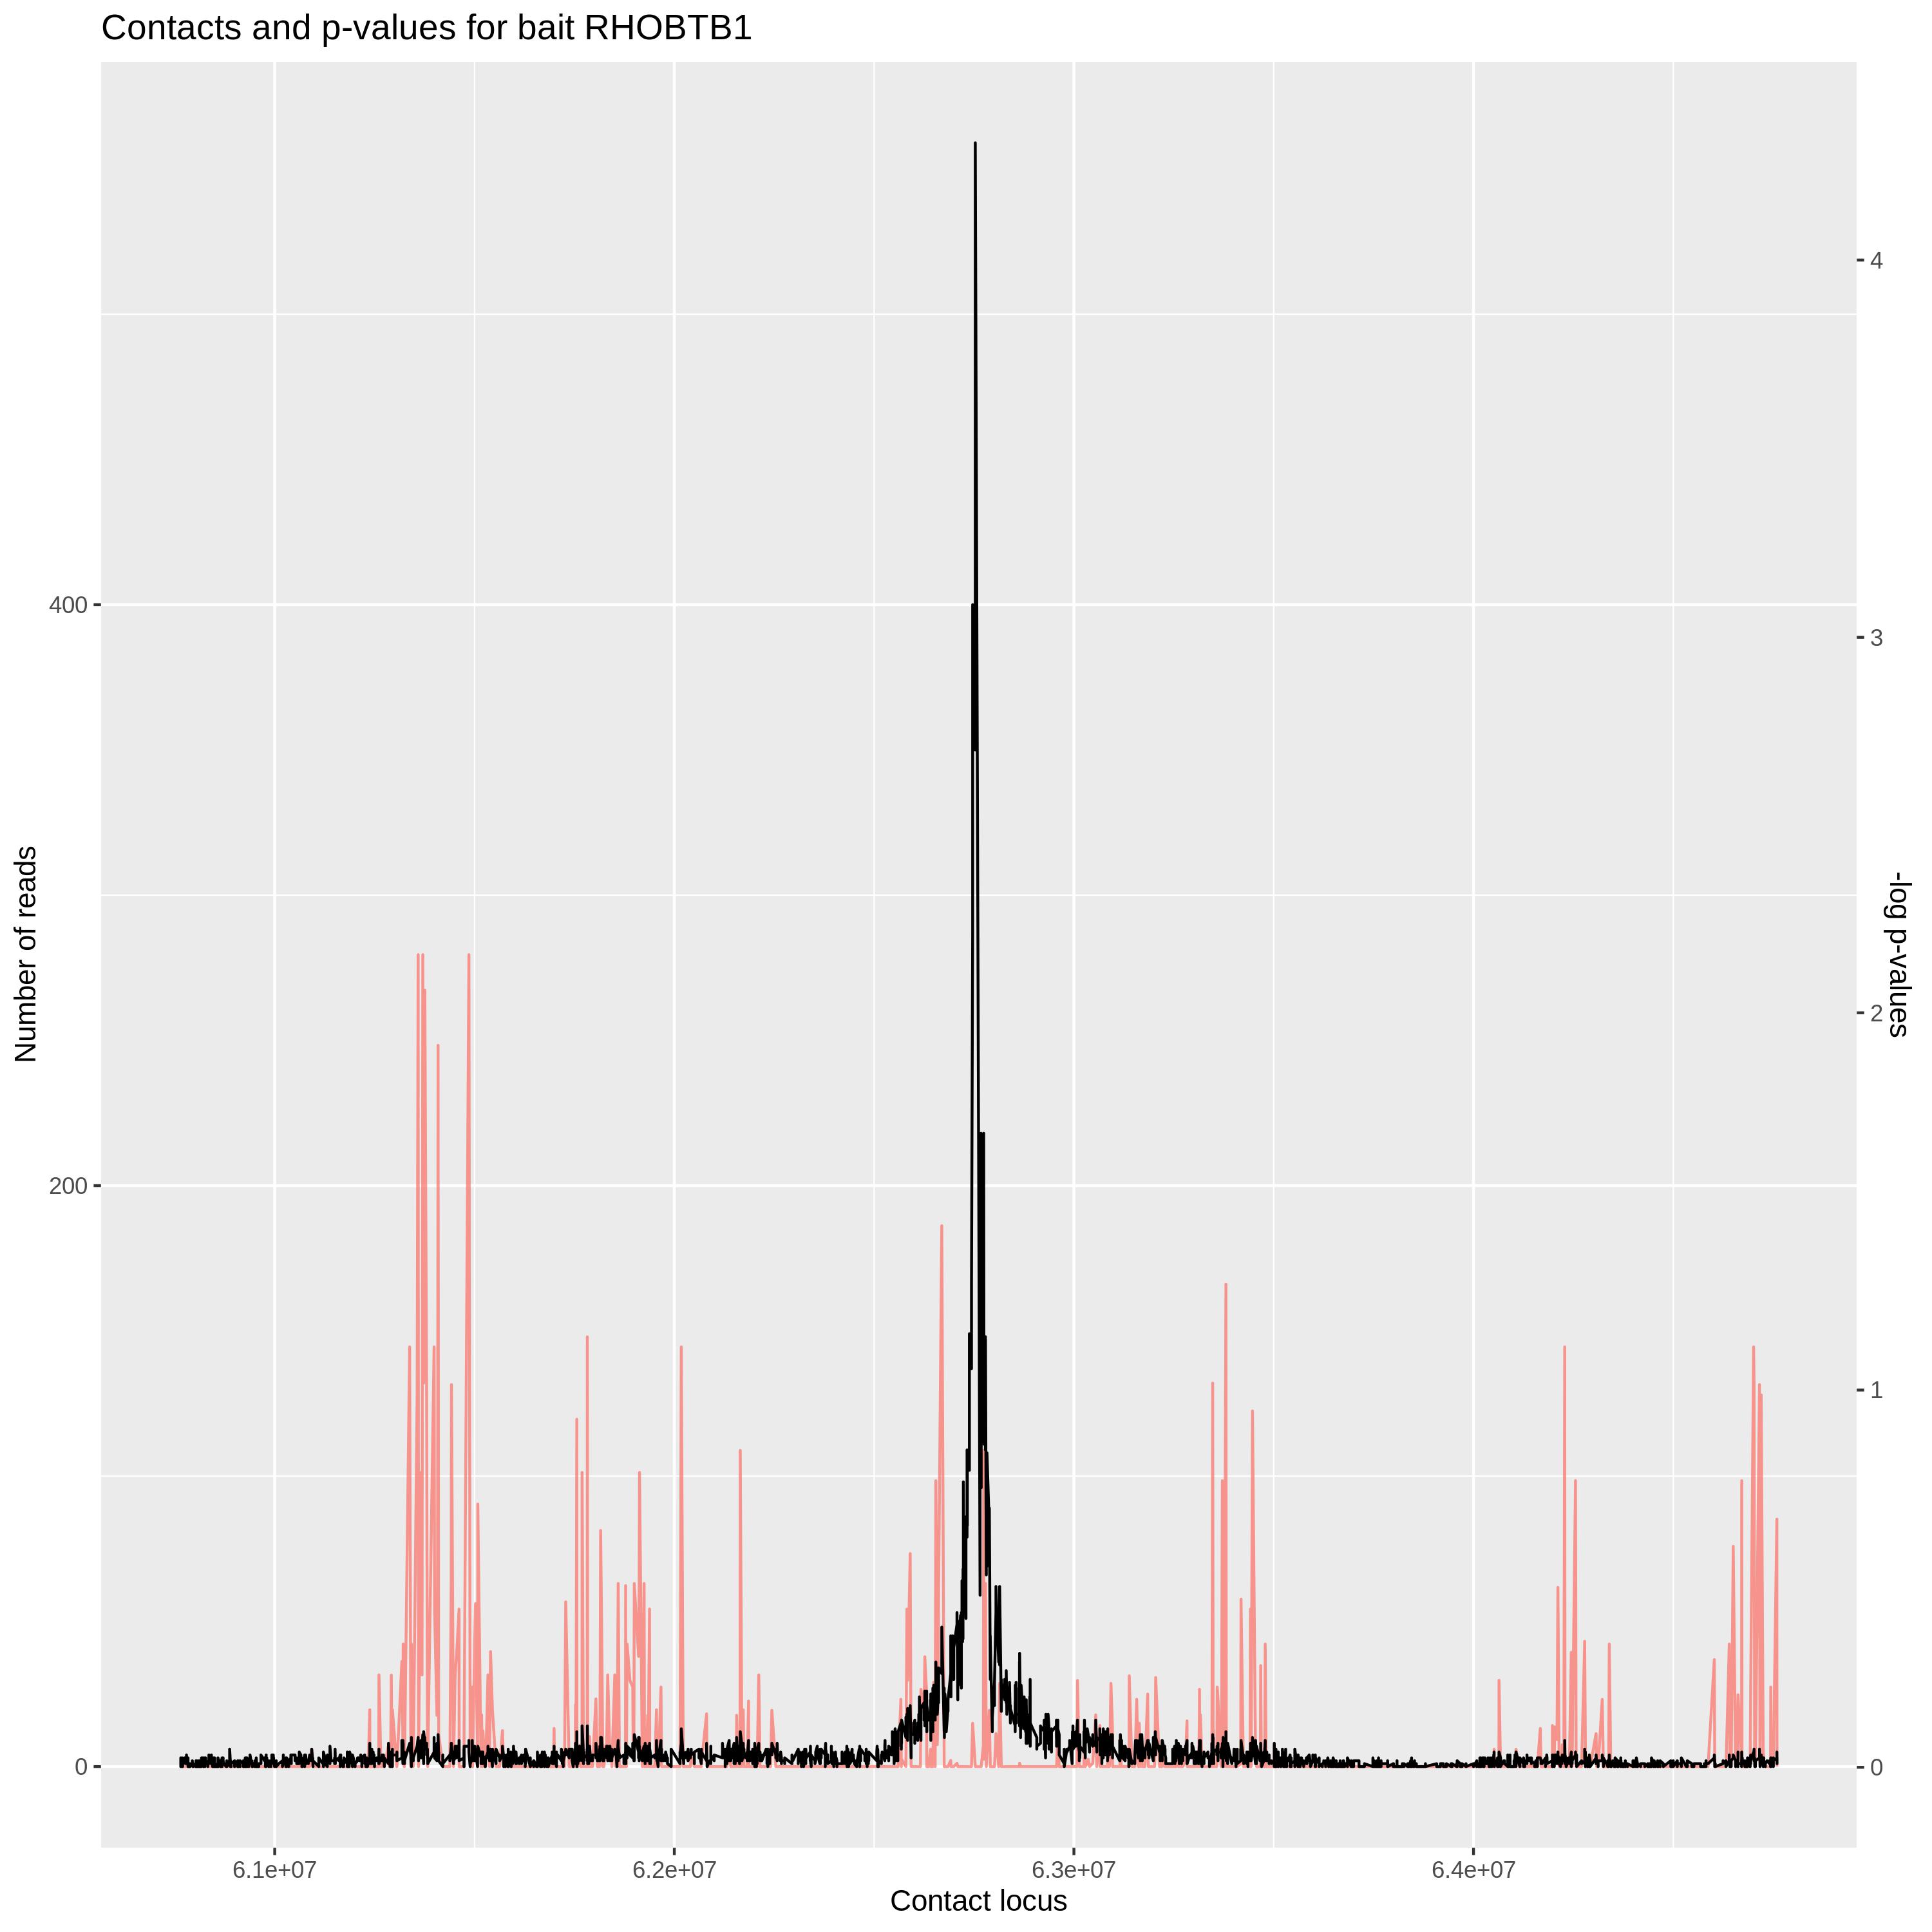 Contacts and p-values for bait RHOBTB1
Number of reads
400
200
0
4
3
2
1
0
-log p-values
6.1e+07
6.2e+07
6.3e+07
6.4e+07
Contact locus